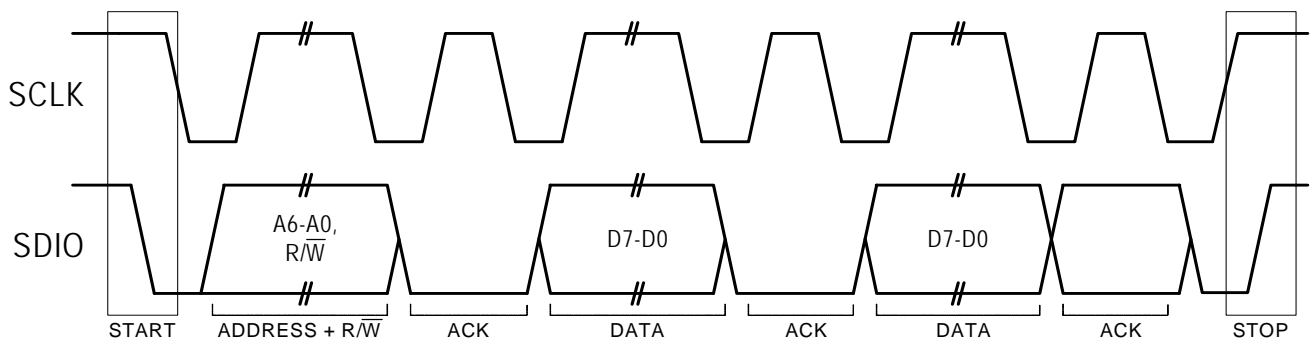 SCLK
SDIO
A6-A0,
R/W̅
D7-D0
D7-D0
START
ADDRESS + R/W̅
ACK
DATA
ACK
DATA
ACK
STOP